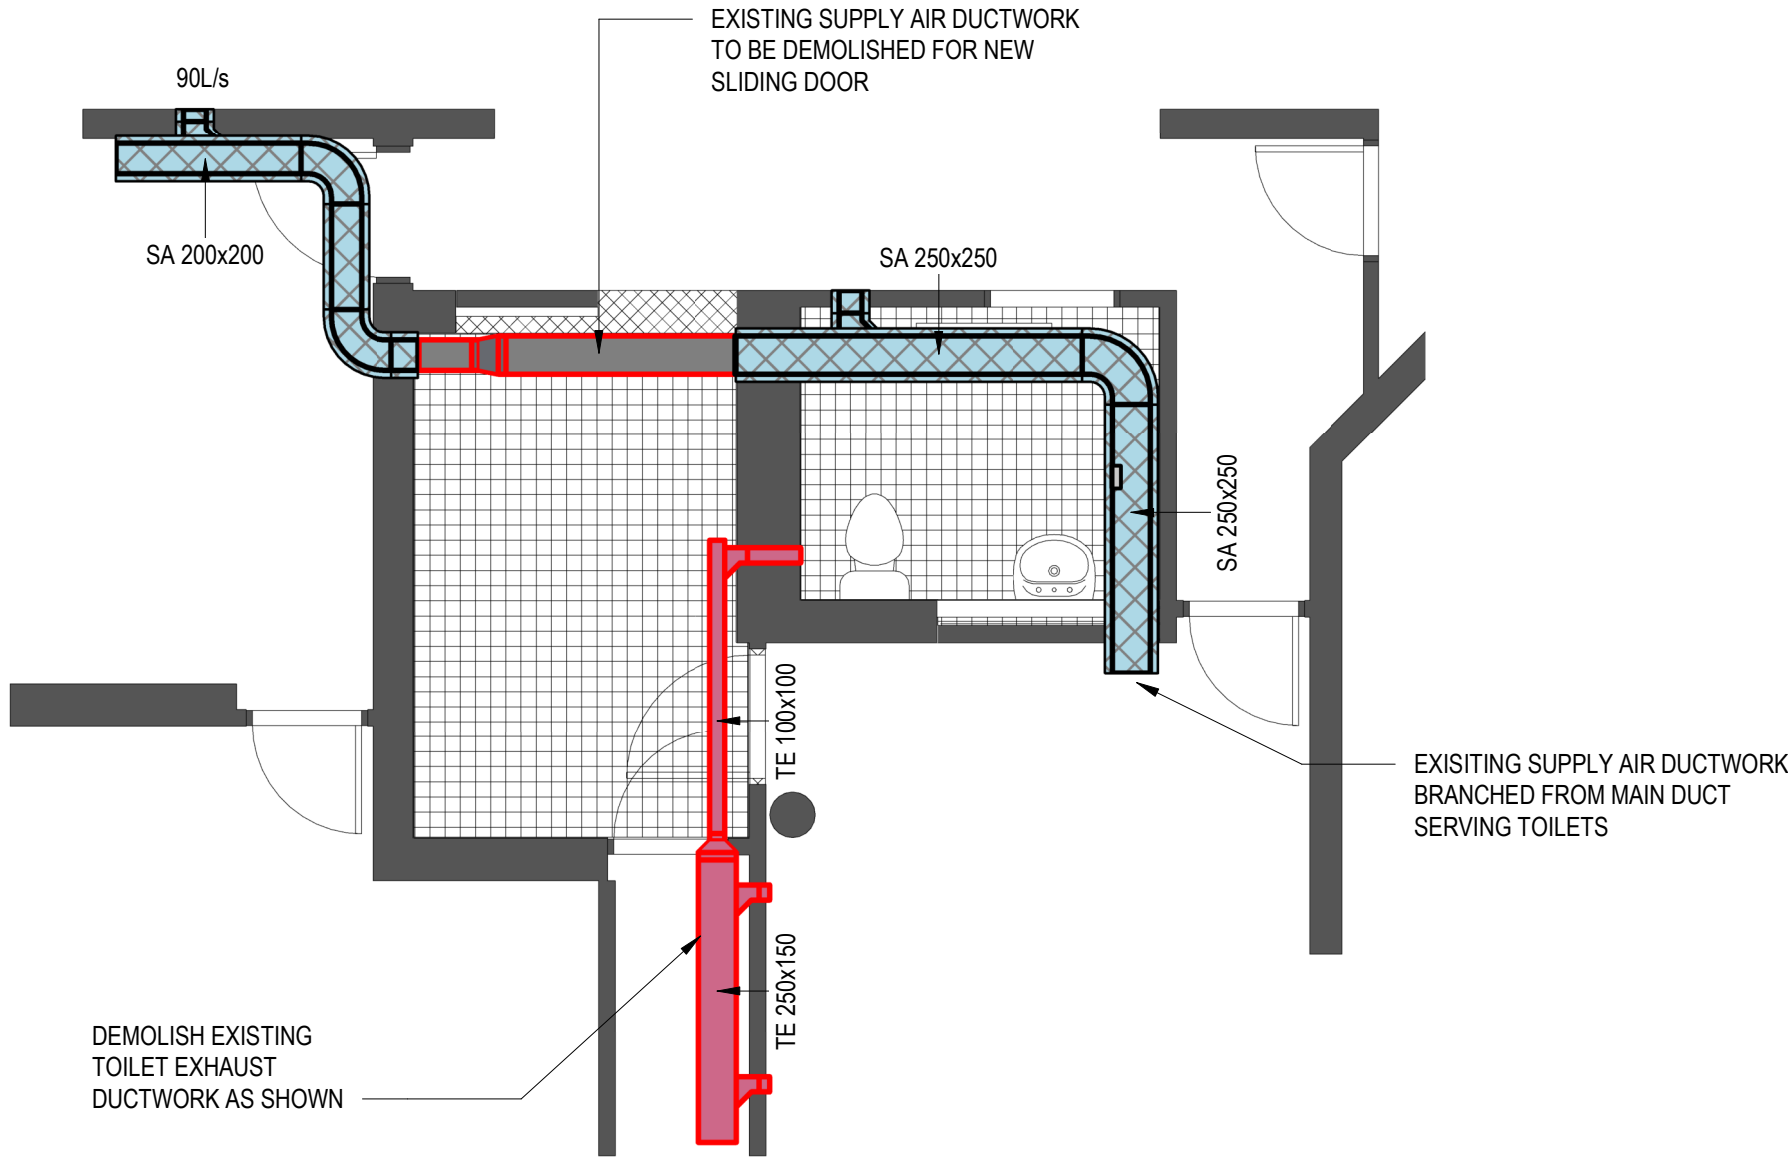 EXISTING SUPPLY AIR DUCTWORK
TO BE DEMOLISHED FOR NEW
SLIDING DOOR
90L/s
SA 200x200
SA 250x250
SA 250x250
TE 100x100
EXISITING SUPPLY AIR DUCTWORK
BRANCHED FROM MAIN DUCT
SERVING TOILETS
TE 250x150
DEMOLISH EXISTING
TOILET EXHAUST
DUCTWORK AS SHOWN